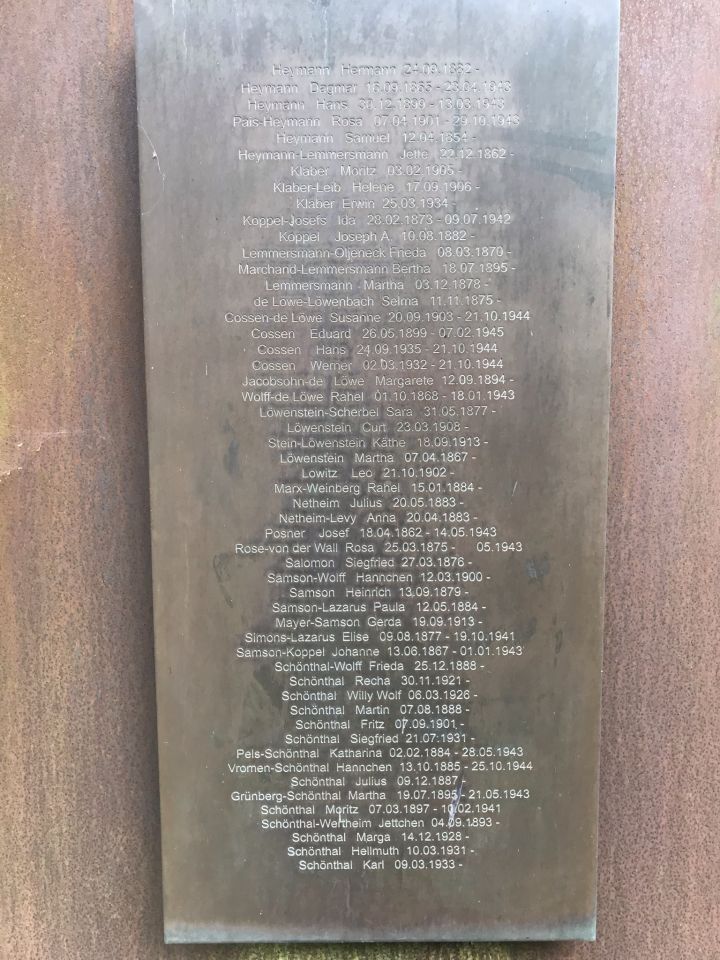 Heymann Hermann 24.09.1882 -
Heymann Dagmar 16.09.1865 - 23.04.1943
Heymann Hans 30.12.1899 - 13.03.1943
Pais-Heymann Rosa 07.04.1901 - 29.10.1943
Heymann Samuel 12.04.1854 -
Heymann-Lemmersmann Jette 22.12.1862 -
Klaber Moritz 03.02.1905 -
Klaber-Leib Helene 17.09.1906 -
Klaber Erwin 25.03.1934 -
Koppel-Josefs Ida 28.02.1873 - 09.07.1942
Koppel Joseph A. 10.08.1882 -
Lemmersmann-Oljeneck Frieda 08.03.1870 -
Marchand-Lemmersmann Bertha 18.07.1895 -
Lemmersmann Martha 03.12.1878 -
de Löwe-Löwenbach Selma 11.11.1875 -
Cossen-de Löwe Susanne 20.09.1903 - 21.10.1944
Cossen Eduard 26.05.1899 - 07.02.1945
Cossen Hans 24.09.1935 - 21.10.1944
Cossen Werner 02.03.1932 - 21.10.1944
Jacobsohn-de Löwe Margarete 12.09.1894 -
Wolff-de Löwe Rahel 01.10.1868 - 18.01.1943
Löwenstein-Scherbel Sara 31.05.1877 -
Löwenstein Curt 23.03.1908 -
Stein-Löwenstein Käthe 18.09.1913 -
Löwenstein Martha 07.04.1867 -
Lowitz Leo 21.10.1902 -
Marx-Weinberg Rahel 15.01.1884 -
Netheim Julius 20.05.1883 -
Netheim-Levy Anna 20.04.1883 -
Posner Josef 18.04.1862 - 14.05.1943
Rose-von der Wall Rosa 25.03.1875 - 05.1943
Salomon Siegfried 27.03.1876 -
Samson-Wolff Hannchen 12.03.1900 -
Samson Heinrich 13.09.1879 -
Samson-Lazarus Paula 12.05.1884 -
Mayer-Samson Gerda 19.09.1913 -
Simons-Lazarus Elise 09.08.1877 - 19.10.1941
Samson-Koppel Johanne 13.06.1867 - 01.01.1943
Schönthal-Wolff Frieda 25.12.1888 -
Schönthal Recha 30.11.1921 -
Schönthal Willy Wolf 06.03.1926 -
Schönthal Martin 07.08.1888 -
Schönthal Fritz 07.09.1901 -
Schönthal Siegfried 21.07.1931 -
Pels-Schönthal Katharina 02.02.1884 - 28.05.1943
Vromen-Schönthal Hannchen 13.10.1885 - 25.10.1944
Schönthal Julius 09.12.1887 -
Grünberg-Schönthal Martha 19.07.1895 - 21.05.1943
Schönthal Moritz 07.03.1897 - 10.02.1941
Schönthal-Wertheim Jettchen 04.09.1893 -
Schönthal Marga 14.12.1928 -
Schönthal Hellmuth 10.03.1931 -
Schönthal Karl 09.03.1933 -